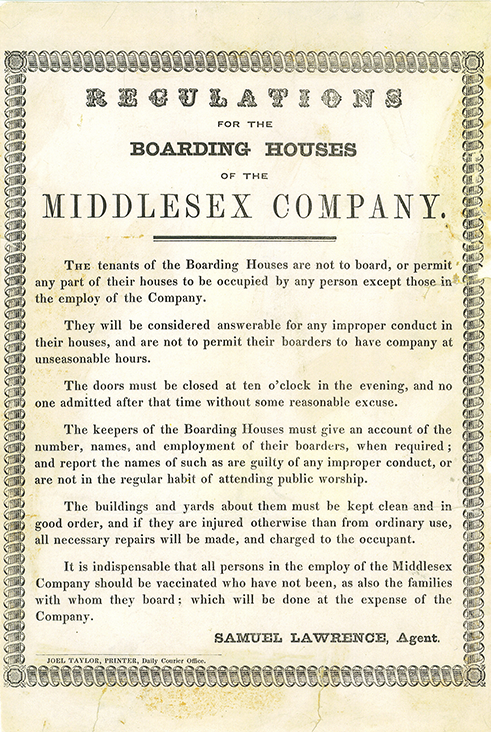 REGULATIONS
FOR THE
BOARDING HOUSES
OF THE
MIDDLESEX COMPANY.
THE tenants of the Boarding Houses are not to board, or permit
any part of their houses to be occupied by any person except those in
the employ of the Company.
They will be considered answerable for any improper conduct in
their houses, and are not to permit their boarders to have company at
unseasonable hours.
The doors must be closed at ten o'clock in the evening, and no
one admitted after that time without some reasonable excuse.
The keepers of the Boarding Houses must give an account of the
number, names, and employment of their boarders, when required;
and report the names of such as are guilty of any improper conduct, or
are not in the regular habit of attending public worship.
The buildings and yards about them must be kept clean and in
good order, and if they are injured otherwise than from ordinary use,
all necessary repairs will be made, and charged to the occupant.
It is indispensable that all persons in the employ of the Middlesex
Company should be vaccinated who have not been, as also the families
with whom they board; which will be done at the expense of the
Company.
SAMUEL LAWRENCE, Agent.
JOEL TAYLOR, PRINTER, Daily Courier Office.